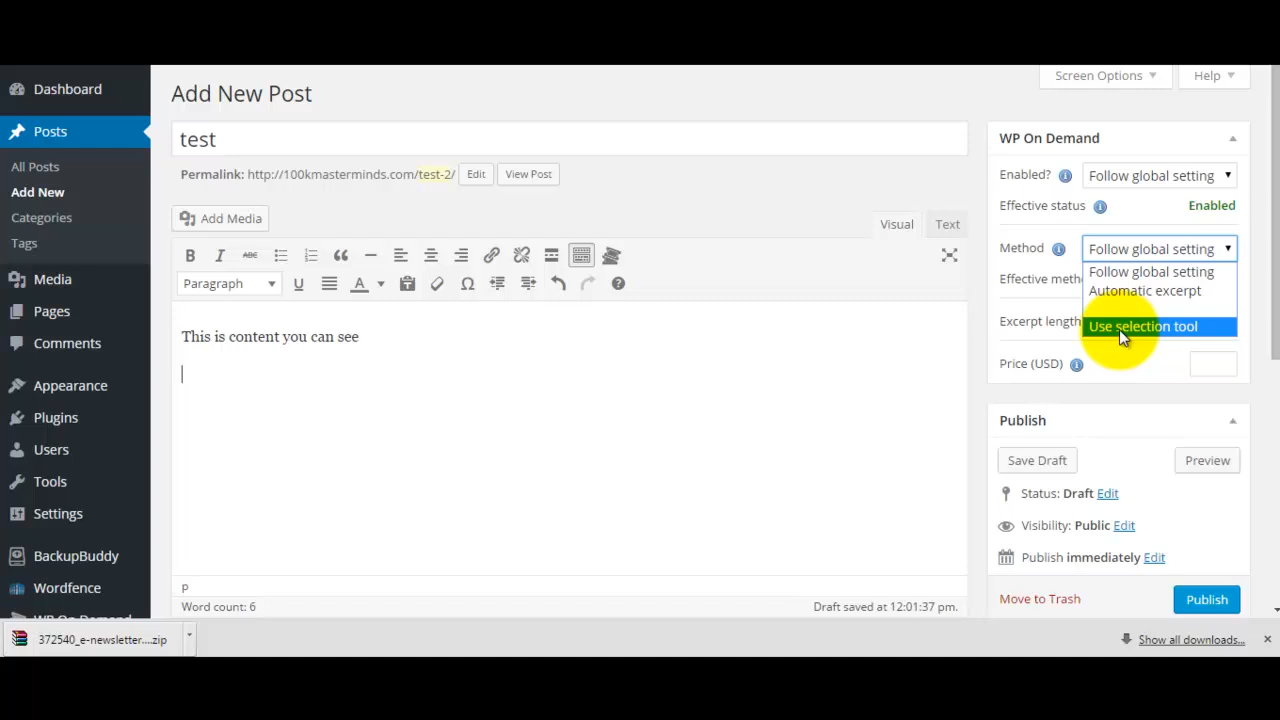 Screen Options
Help
Dashboard
Posts
All Posts
Add New
Categories
Tags
Media
Pages
Comments
Appearance
Plugins
Users
Tools
Settings
BackupBuddy
Wordfence
WP On Demand
Add New Post
test
Permalink: http://100kmasterminds.com/test-2/ Edit View Post
Add Media
Visual Text
B I ABC
Paragraph U A Ω
This is content you can see
p
Word count: 6 Draft saved at 12:01:37 pm.
WP On Demand
Enabled? Follow global setting
Effective status Enabled
Method Follow global setting
Follow global setting
Effective meth
Automatic excerpt
Excerpt length
Use selection tool
Price (USD)
Publish
Save Draft Preview
Status: Draft Edit
Visibility: Public Edit
Publish immediately Edit
Move to Trash Publish
372540_e-newsletter....zip
Show all downloads...